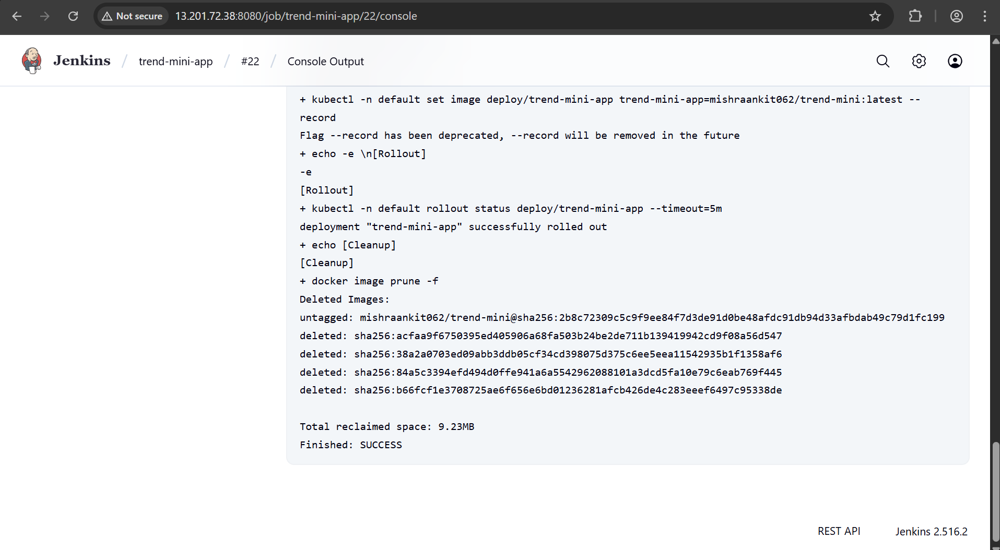 Not secure 13.201.72.38:8080/job/trend-mini-app/22/console
Jenkins / trend-mini-app / #22 / Console Output
+ kubectl -n default set image deploy/trend-mini-app trend-mini-app=mishraankit062/trend-mini:latest --
record
Flag --record has been deprecated, --record will be removed in the future
+ echo -e \n[Rollout]
-e
[Rollout]
+ kubectl -n default rollout status deploy/trend-mini-app --timeout=5m
deployment "trend-mini-app" successfully rolled out
+ echo [Cleanup]
[Cleanup]
+ docker image prune -f
Deleted Images:
untagged: mishraankit062/trend-mini@sha256:2b8c72309c5c9f9ee84f7d3de91d0be48afdc91db94d33afbdab49c79d1fc199
deleted: sha256:acfaa9f6750395ed405906a68fa503b24be2de711b139419942cd9f08a56d547
deleted: sha256:38a2a0703ed09abb3ddb05cf34cd398075d375c6ee5eea11542935b1f1358af6
deleted: sha256:84a5c3394efd494d0ffe941a6a5542962088101a3dcd5fa10e79c6eab769f445
deleted: sha256:b66fcf1e3708725ae6f656e6bd01236281afcb426de4c283eeef6497c95338de
Total reclaimed space: 9.23MB
Finished: SUCCESS
REST API Jenkins 2.516.2